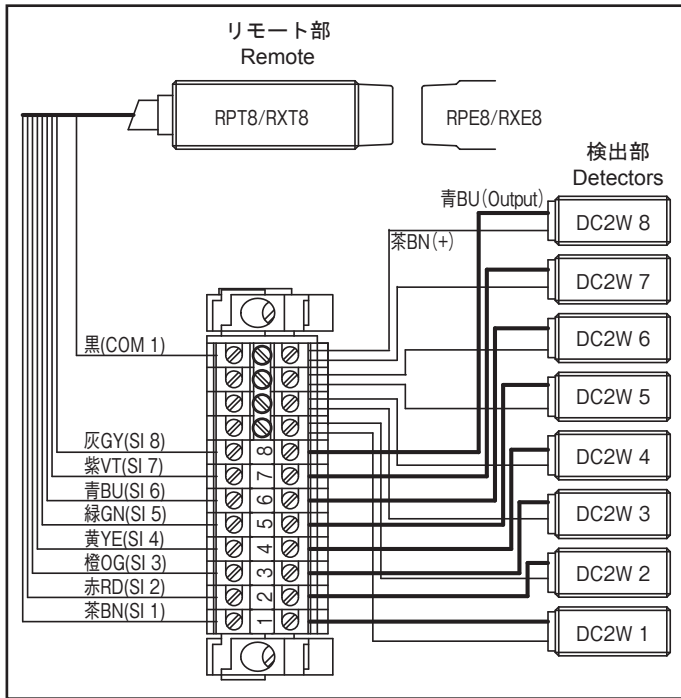 リモート部
Remote
RPT8/RXT8
RPE8/RXE8
検出部
Detectors
青BU(Output)
茶BN(+)
DC2W 8
DC2W 7
DC2W 6
DC2W 5
DC2W 4
DC2W 3
DC2W 2
DC2W 1
黒(COM 1)
灰GY(SI 8)
紫VT(SI 7)
青BU(SI 6)
緑GN(SI 5)
黄YE(SI 4)
橙OG(SI 3)
赤RD(SI 2)
茶BN(SI 1)
8
7
6
5
4
3
2
1